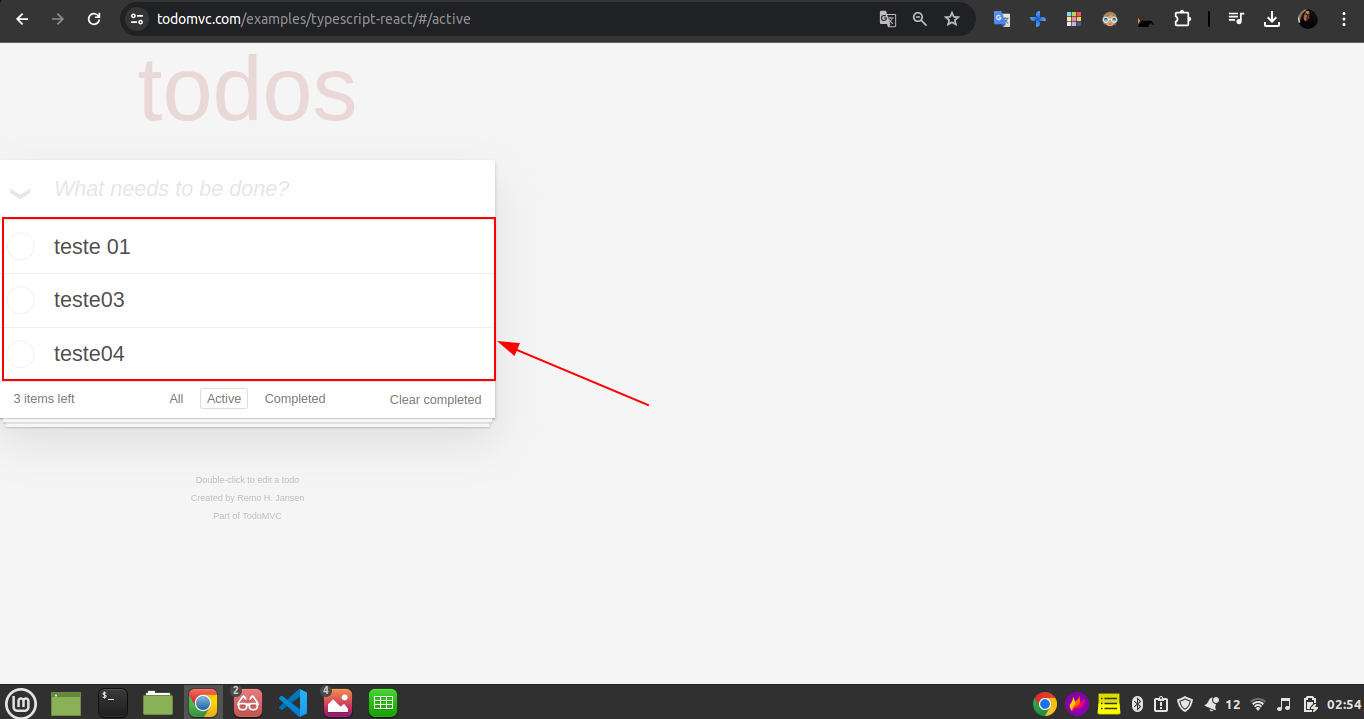 todomvc.com/examples/typescript-react/#/active
todos
What needs to be done?
teste 01
teste03
teste04
3 items left All Active Completed Clear completed
Double-click to edit a todo
Created by Remo H. Jansen
Part of TodoMVC
$_ 2 4 12 02:54